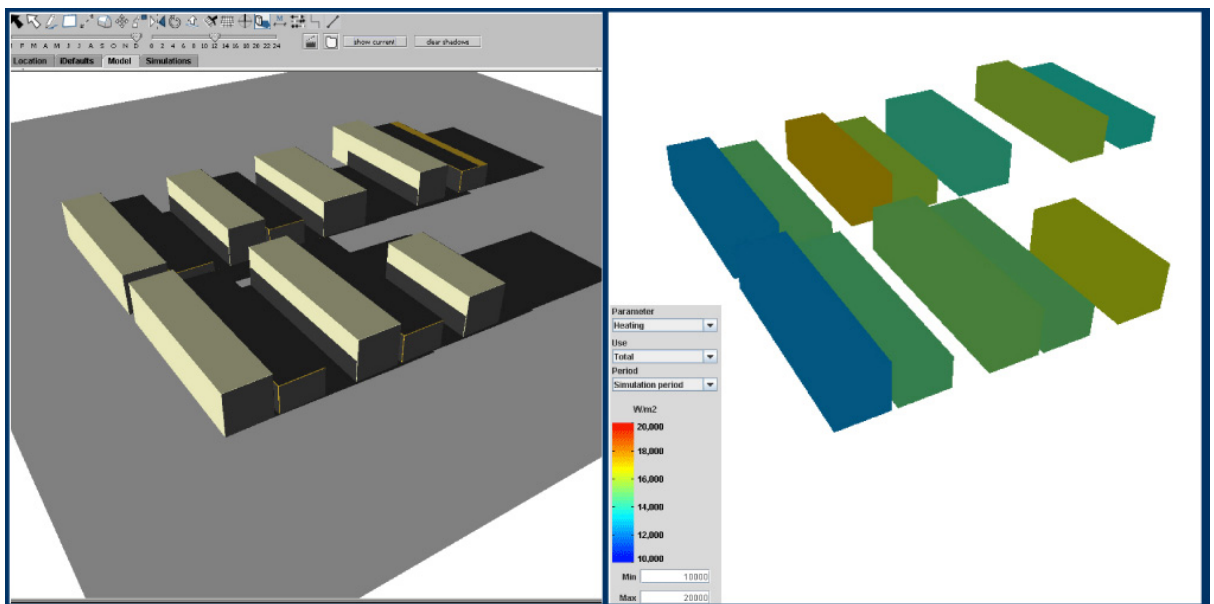 F M A M J J A S O N D 0 2 4 6 8 10 12 14 16 18 20 22 24
show current
clear shadows
Location iDefaults Model Simulations
Parameter
Heating
Use
Total
Period
Simulation period
W/m2
20,000
18,000
16,000
14,000
12,000
10,000
Min 10000
Max 20000